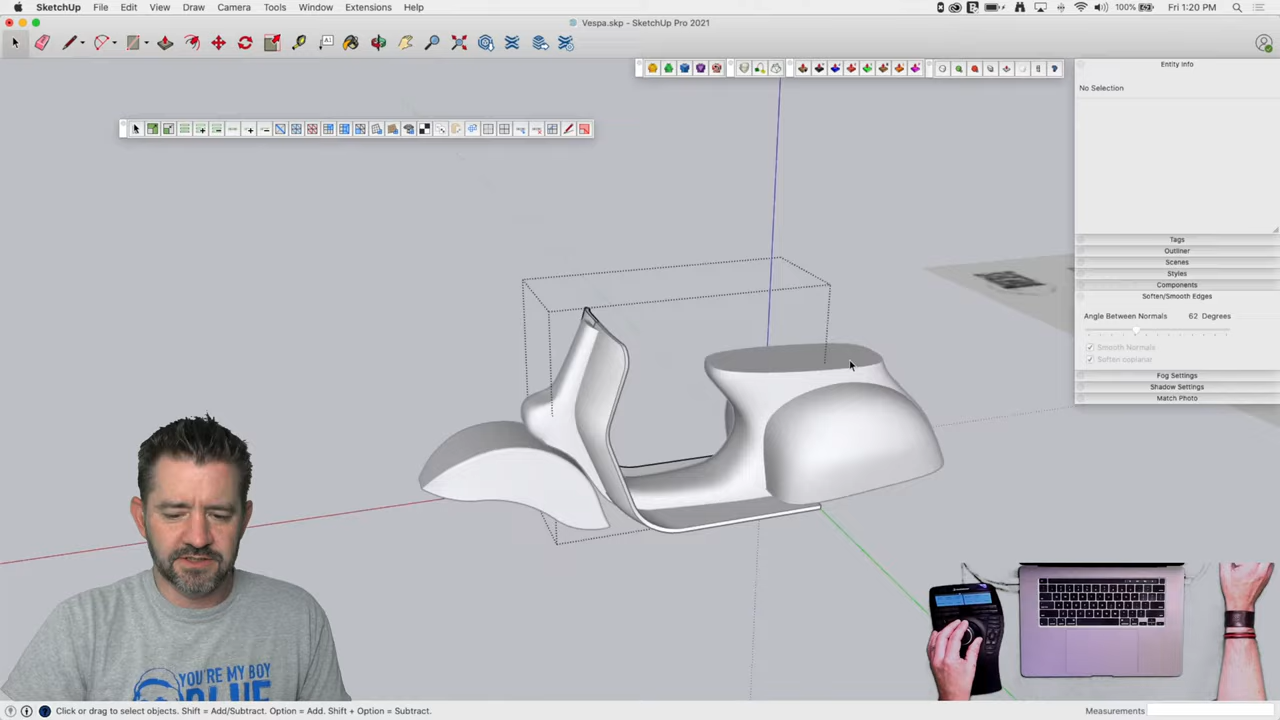 SketchUp File Edit View Draw Camera Tools Window Extensions Help 100% Fri 1:20 PM
Vespa.skp - SketchUp Pro 2021
Entity Info
No Selection
Tags
Outliner
Scenes
Styles
Components
Soften/Smooth Edges
Angle Between Normals 62 Degrees
Smooth Normals
Soften coplanar
Fog Settings
Shadow Settings
Match Photo
YOU'RE MY BOY
BLUE
Click or drag to select objects. Shift = Add/Subtract. Option = Add. Shift + Option = Subtract. Measurements